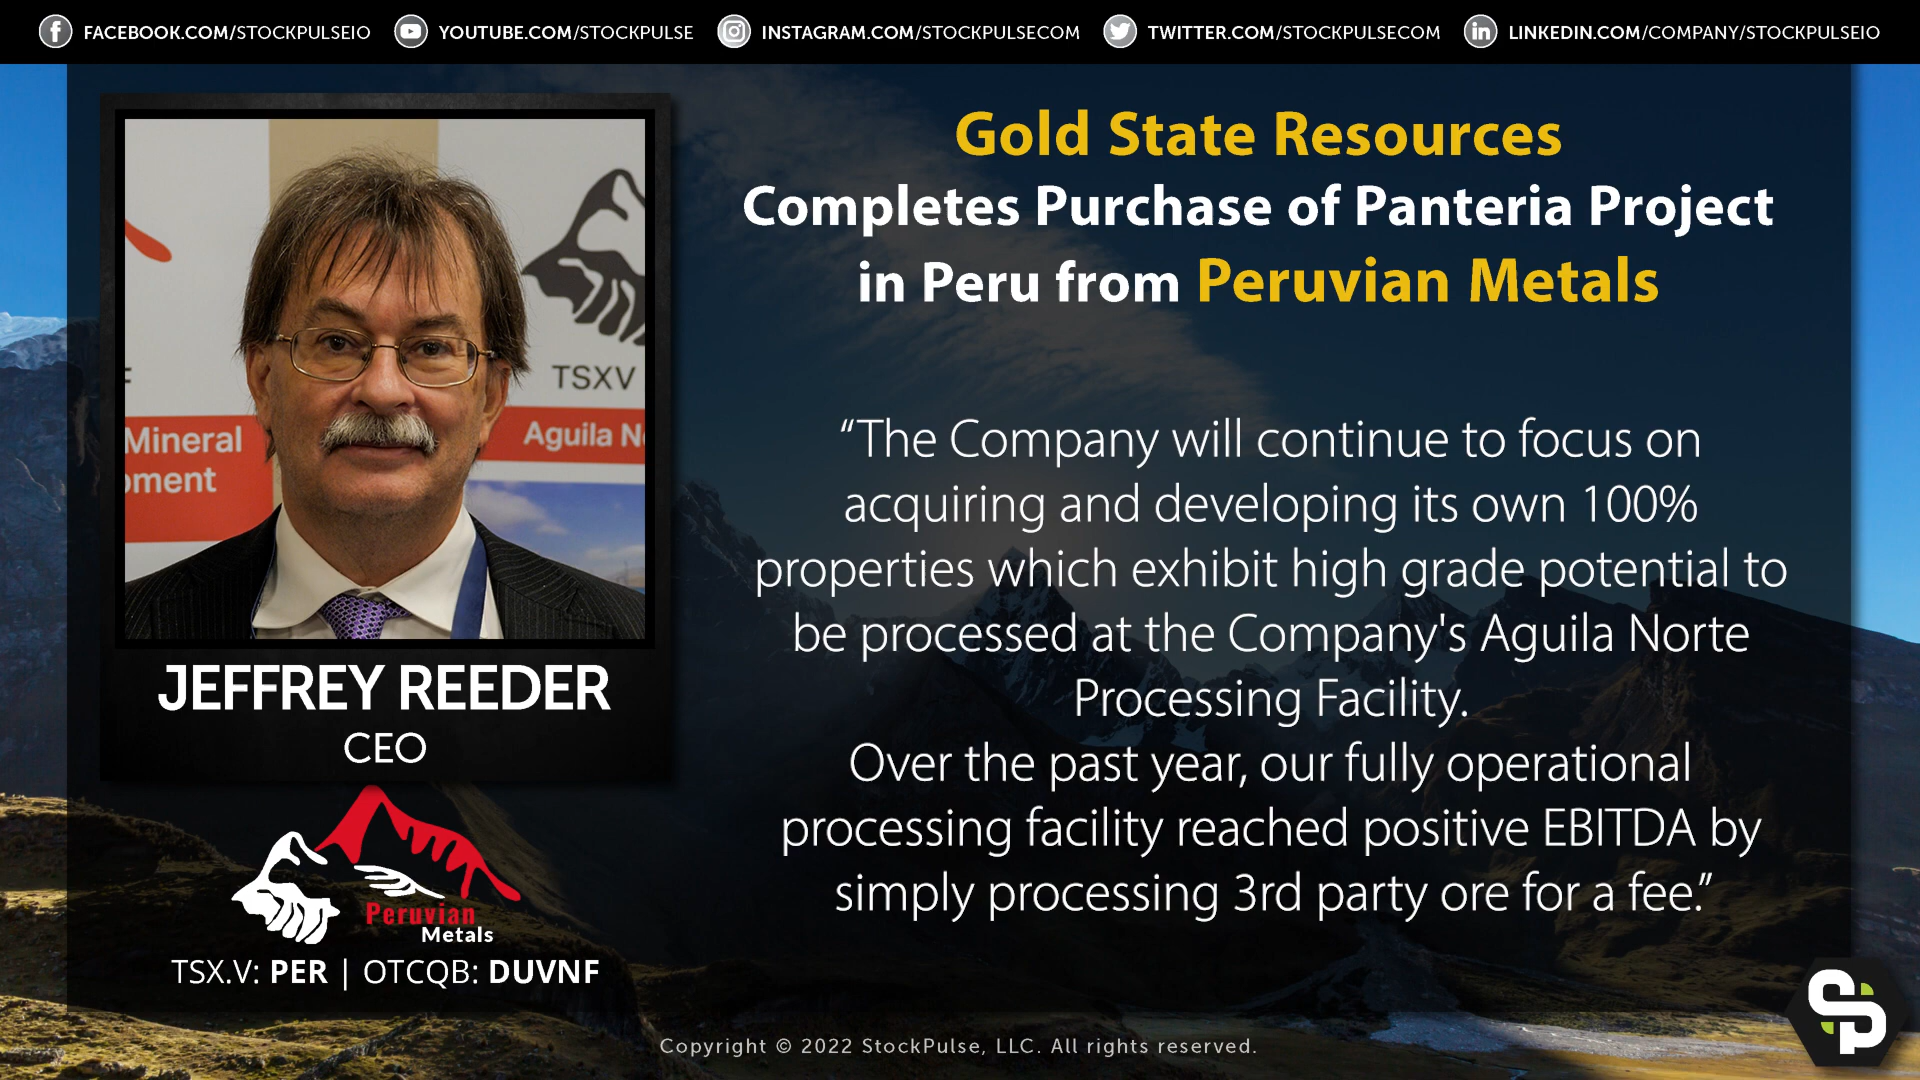 FACEBOOK.COM/STOCKPULSEIO YOUTUBE.COM/STOCKPULSE INSTAGRAM.COM/STOCKPULSECOM TWITTER.COM/STOCKPULSECOM LINKEDIN.COM/COMPANY/STOCKPULSEIO
TSXV
Mineral
Aguila
JEFFREY REEDER
CEO
Peruvian
Metals
TSX.V: PER | OTCQB: DUVNF
Gold State Resources
Completes Purchase of Panteria Project
in Peru from Peruvian Metals
“The Company will continue to focus on
acquiring and developing its own 100%
properties which exhibit high grade potential to
be processed at the Company's Aguila Norte
Processing Facility.
Over the past year, our fully operational
processing facility reached positive EBITDA by
simply processing 3rd party ore for a fee.”
Copyright © 2022 StockPulse, LLC. All rights reserved.